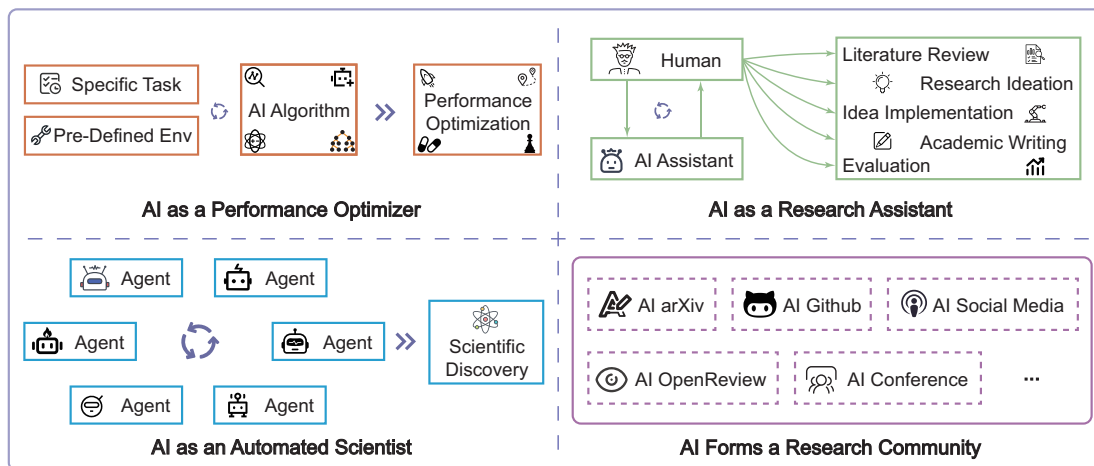 Specific Task
Pre-Defined Env
AI Algorithm
Performance
Optimization
AI as a Performance Optimizer
Human
AI Assistant
Literature Review
Research Ideation
Idea Implementation
Academic Writing
Evaluation
AI as a Research Assistant
Agent
Agent
Agent
Agent
Agent
Agent
Scientific
Discovery
AI as an Automated Scientist
AI arXiv
AI Github
AI Social Media
AI OpenReview
AI Conference
...
AI Forms a Research Community